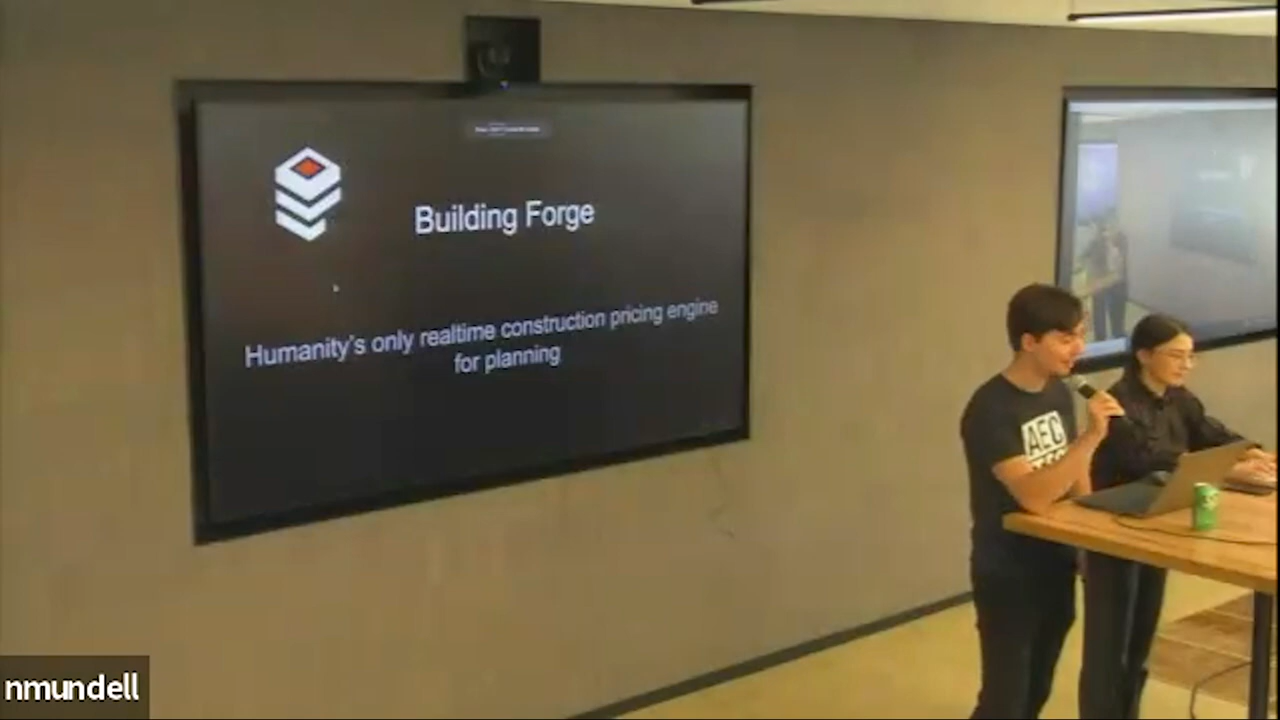 Building Forge
Humanity's only realtime construction pricing engine
for planning
AEC
nmundell